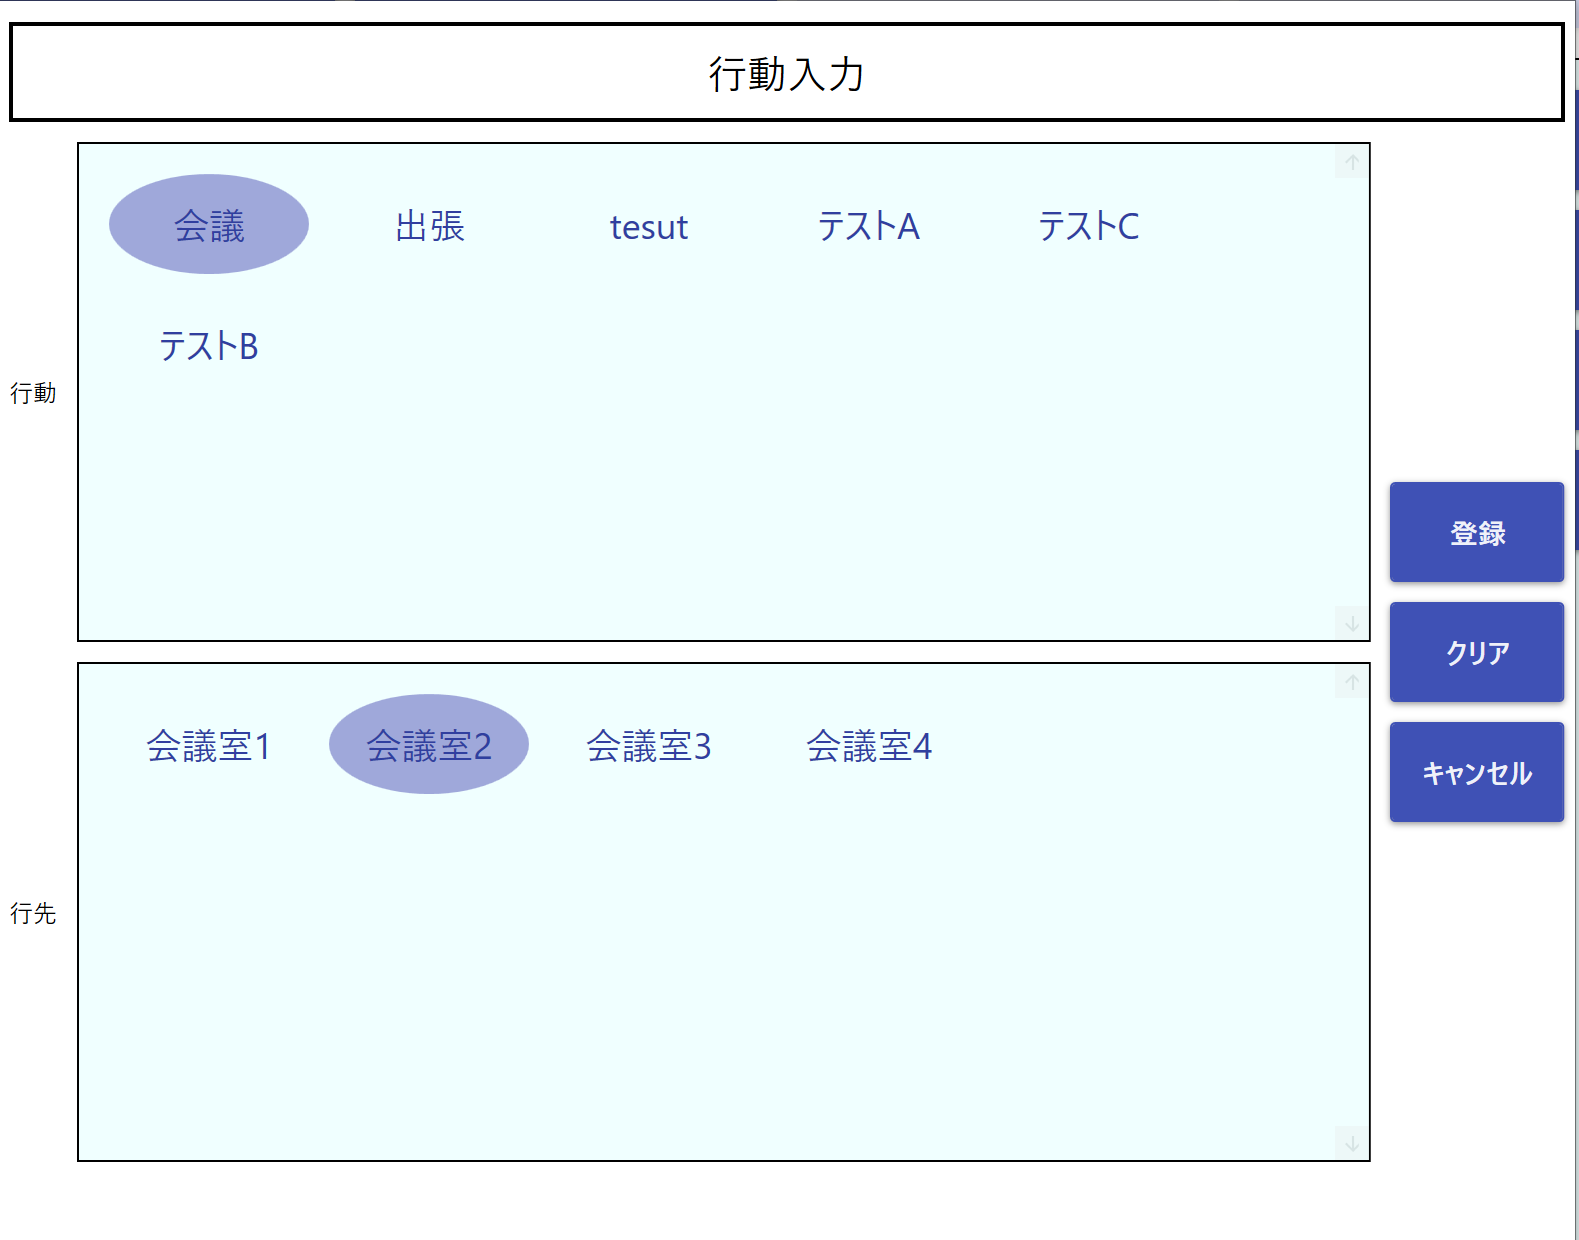 行動入力
行動
会議
出張
tesut
テストA
テストC
テストB
行先
会議室1
会議室2
会議室3
会議室4
登録
クリア
キャンセル